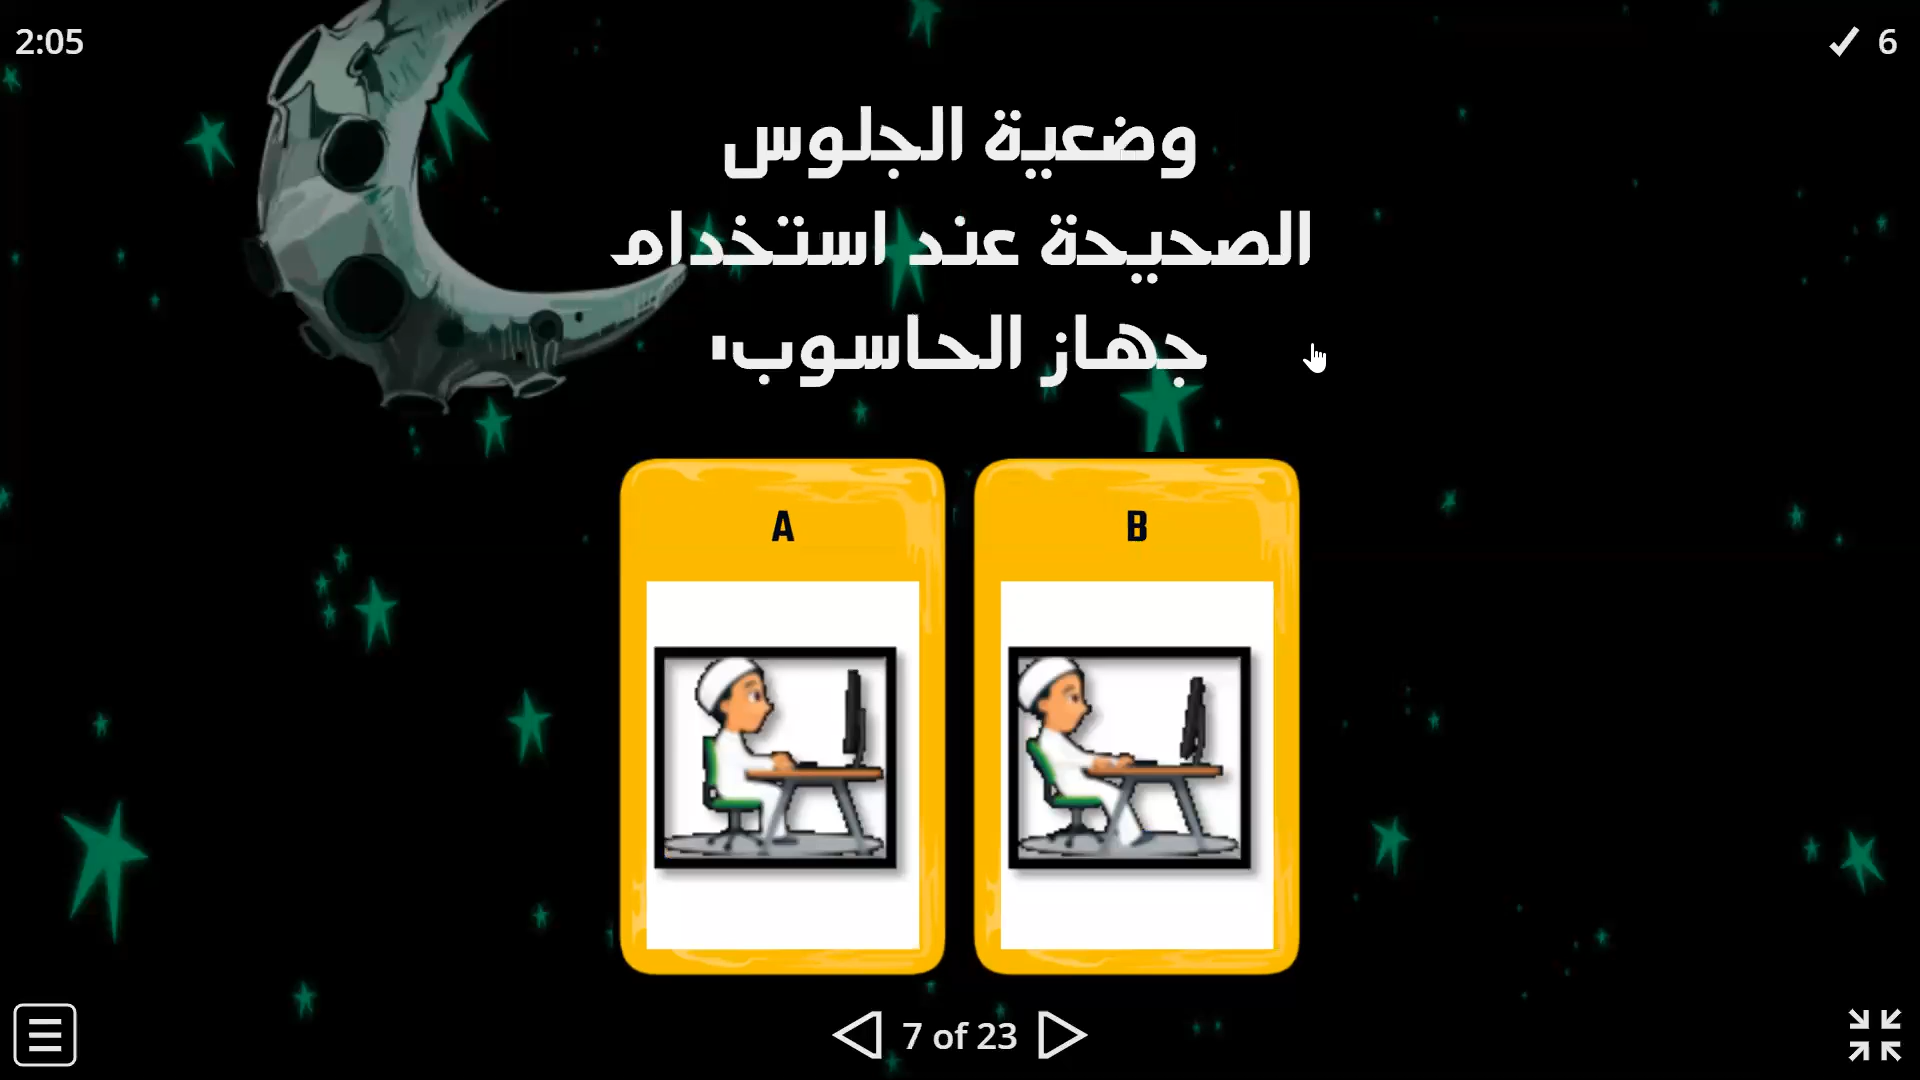 2:05
6
وضعية الجلوس
الصحيحة عند استخدام
جهاز الحاسوب:
A
B
7 of 23